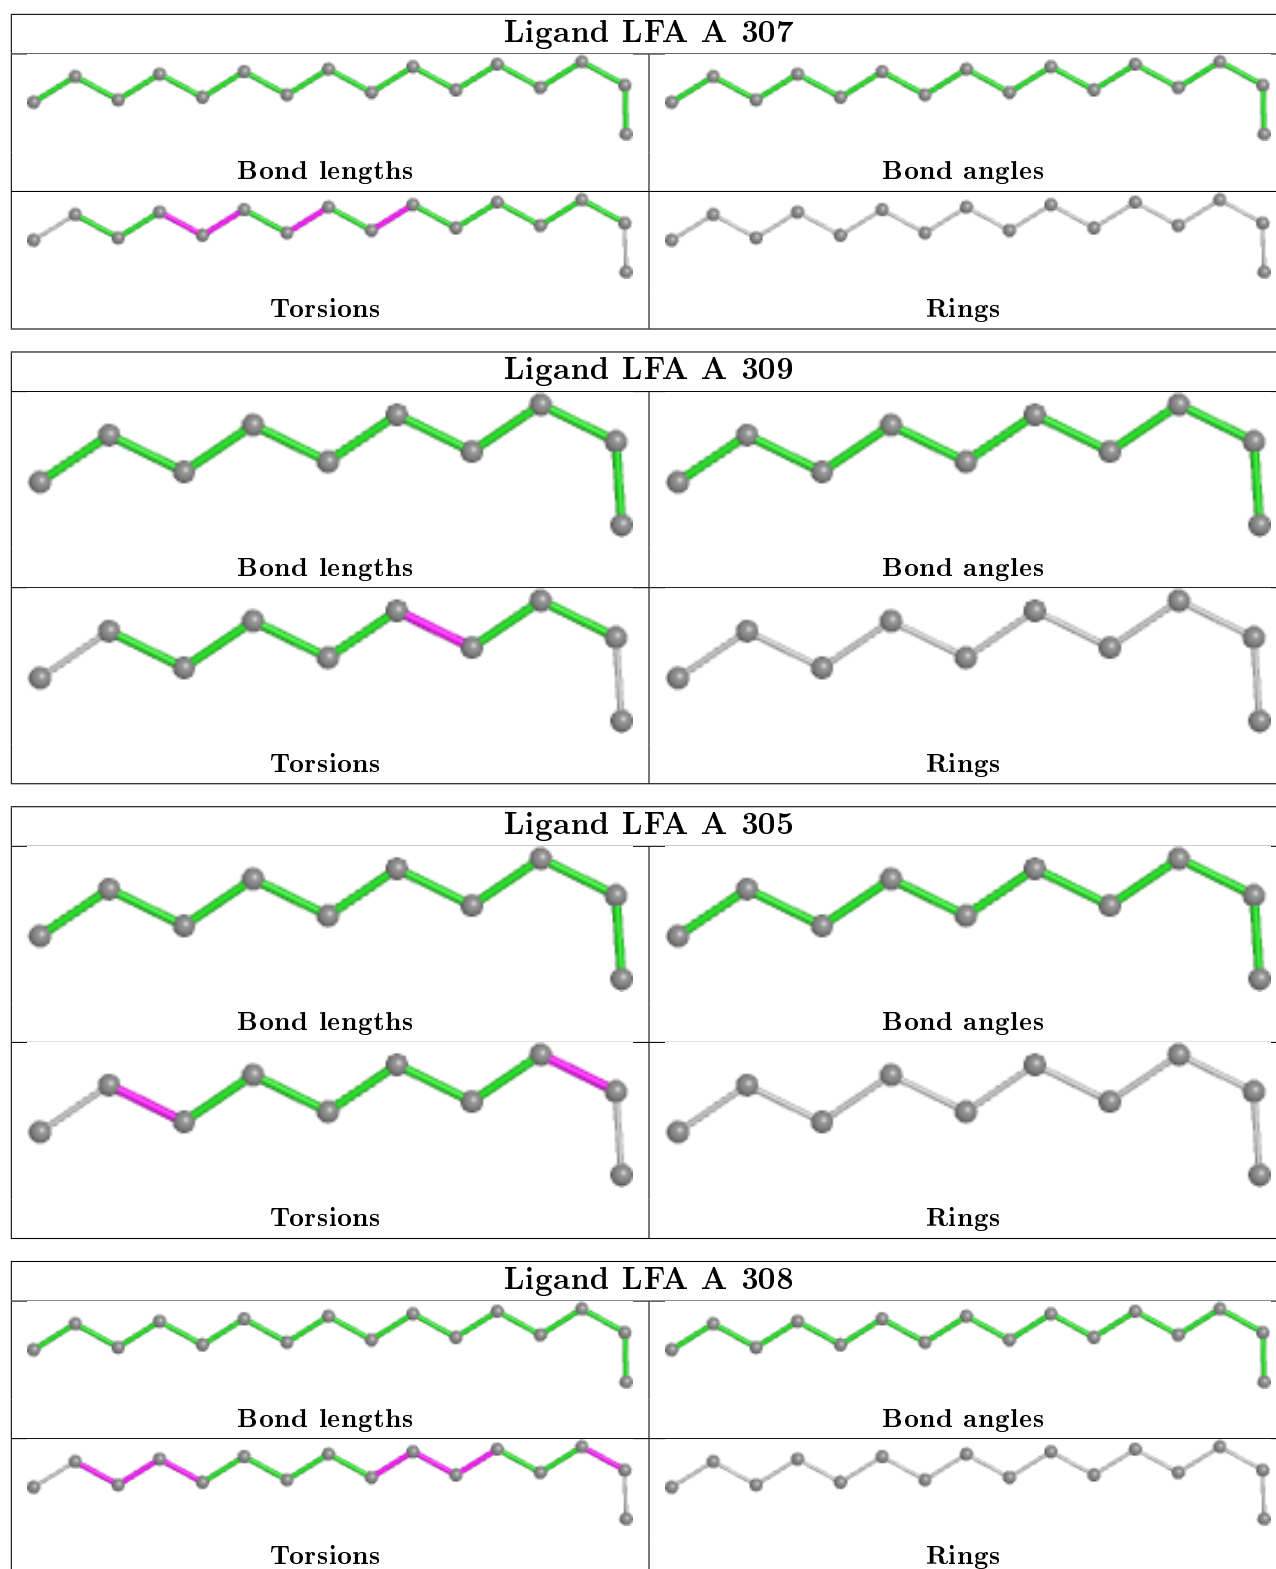 Ligand LFA A 307
Bond lengths
Bond angles
Torsions
Rings
Ligand LFA A 309
Bond lengths
Bond angles
Torsions
Rings
Ligand LFA A 305
Bond lengths
Bond angles
Torsions
Rings
Ligand LFA A 308
Bond lengths
Bond angles
Torsions
Rings